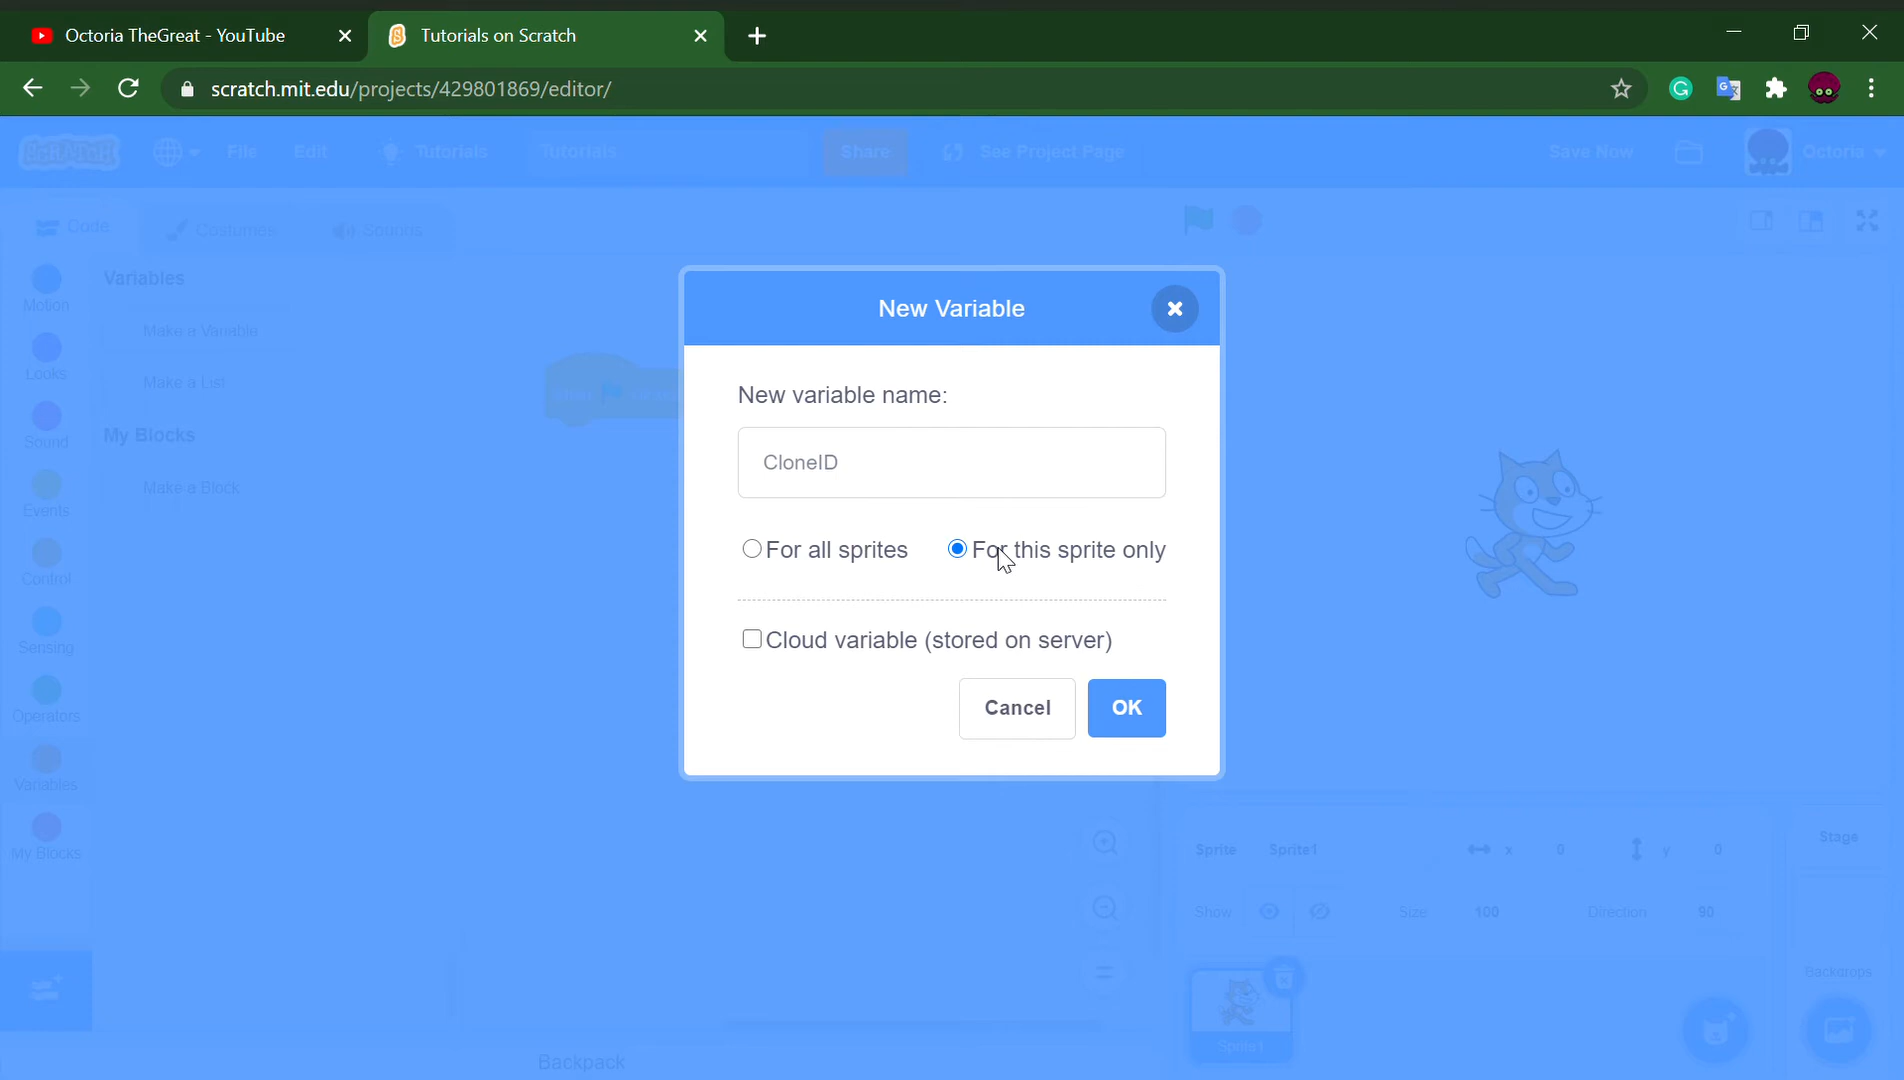 Octoria TheGreat - YouTube
Tutorials on Scratch
scratch.mit.edu/projects/429801869/editor/
SCRATCH
File
Edit
Tutorials
Tutorials
Share
See Project Page
Save Now
Octoria
Code
Costumes
Sounds
Motion
Looks
Sound
Events
Control
Sensing
Operators
Variables
My Blocks
Variables
Make a Variable
Make a List
My Blocks
Make a Block
when
New Variable
New variable name:
CloneID
For all sprites
For this sprite only
Cloud variable (stored on server)
Cancel
OK
Sprite
Sprite1
x
0
y
0
Show
Size
100
Direction
90
Sprite1
Stage
Backdrops
Backpack